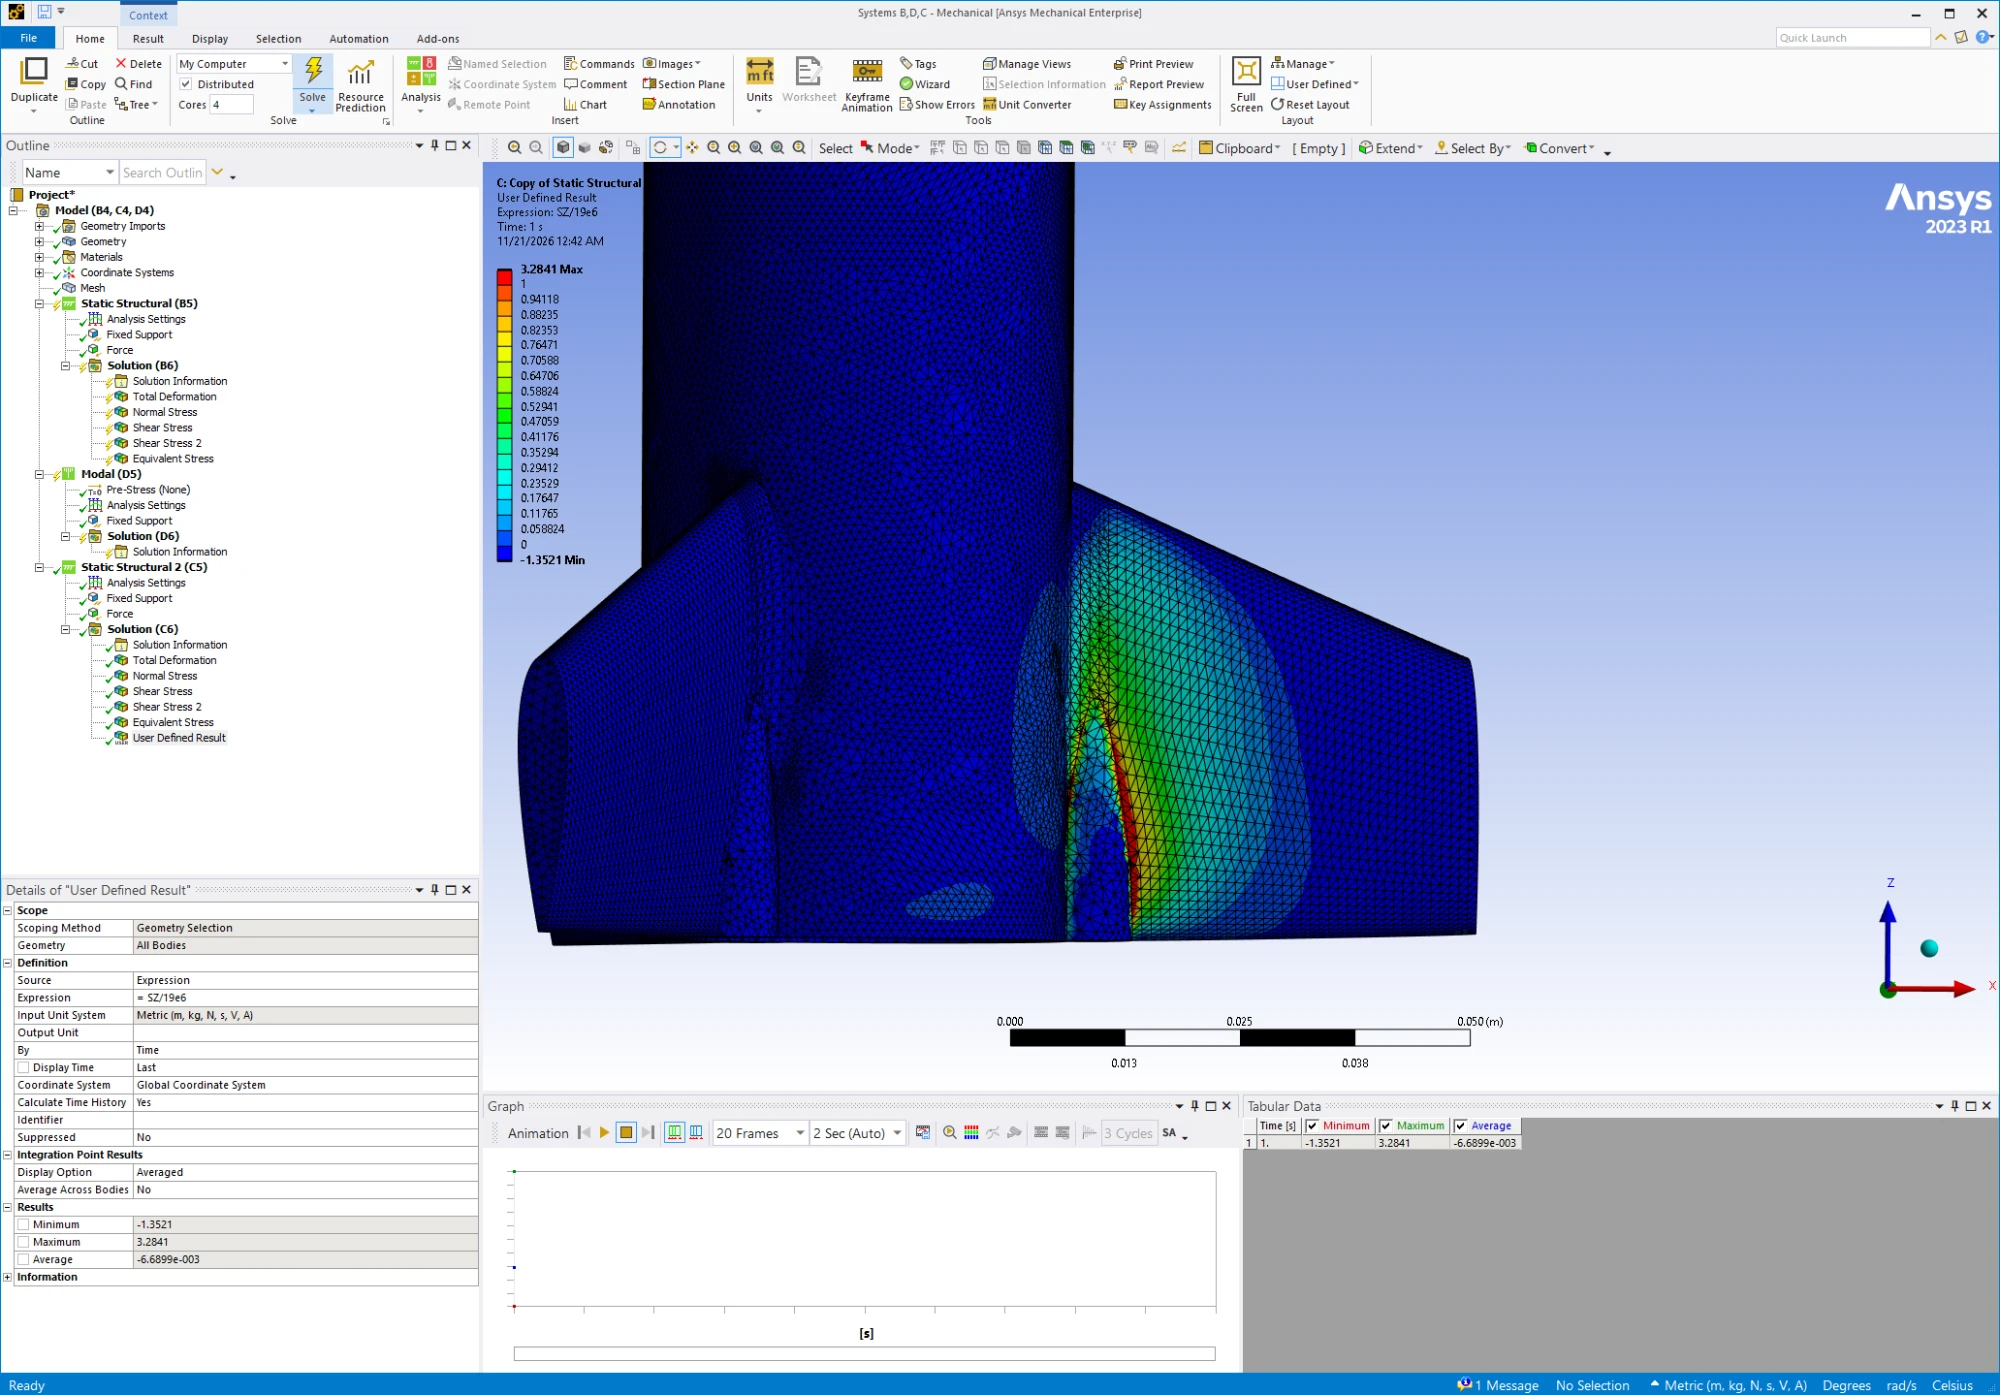 Context
Systems B,D,C - Mechanical [Ansys Mechanical Enterprise]
File Home Result Display Selection Automation Add-ons
Quick Launch
Duplicate
Cut
Copy
Paste
Delete
Find
Tree
Outline
My Computer
Distributed
Cores 4
Solve
Resource Prediction
Solve
Analysis
Named Selection
Coordinate System
Remote Point
Commands
Comment
Chart
Images
Section Plane
Annotation
Insert
mft
Units
Worksheet
Keyframe Animation
Tags
Wizard
Show Errors
Manage Views
Selection Information
Unit Converter
Print Preview
Report Preview
Key Assignments
Tools
Full Screen
Manage
User Defined
Reset Layout
Layout
Outline
Name
Search Outlin
Project*
Model (B4, C4, D4)
Geometry Imports
Geometry
Materials
Coordinate Systems
Mesh
Static Structural (B5)
Analysis Settings
Fixed Support
Force
Solution (B6)
Solution Information
Total Deformation
Normal Stress
Shear Stress
Shear Stress 2
Equivalent Stress
Modal (D5)
Pre-Stress (None)
Analysis Settings
Fixed Support
Solution (D6)
Solution Information
Static Structural 2 (C5)
Analysis Settings
Fixed Support
Force
Solution (C6)
Solution Information
Total Deformation
Normal Stress
Shear Stress
Shear Stress 2
Equivalent Stress
User Defined Result
Select Mode Clipboard [ Empty ] Extend Select By Convert
C: Copy of Static Structural
User Defined Result
Expression: SZ/19e6
Time: 1 s
11/21/2026 12:42 AM
3.2841 Max
1
0.94118
0.88235
0.82353
0.76471
0.70588
0.64706
0.58824
0.52941
0.47059
0.41176
0.35294
0.29412
0.23529
0.17647
0.11765
0.058824
0
-1.3521 Min
Ansys
2023 R1
Z
X
0.000 0.025 0.050 (m)
0.013 0.038
Details of "User Defined Result"
Scope
Scoping Method Geometry Selection
Geometry All Bodies
Definition
Source Expression
Expression = SZ/19e6
Input Unit System Metric (m, kg, N, s, V, A)
Output Unit
By Time
Display Time Last
Coordinate System Global Coordinate System
Calculate Time History Yes
Identifier
Suppressed No
Integration Point Results
Display Option Averaged
Average Across Bodies No
Results
Minimum -1.3521
Maximum 3.2841
Average -6.6899e-003
Information
Graph
Animation 20 Frames 2 Sec (Auto) 3 Cycles SA
[s]
Tabular Data
Time [s] Minimum Maximum Average
1 1. -1.3521 3.2841 -6.6899e-003
Ready
1 Message No Selection Metric (m, kg, N, s, V, A) Degrees rad/s Celsius